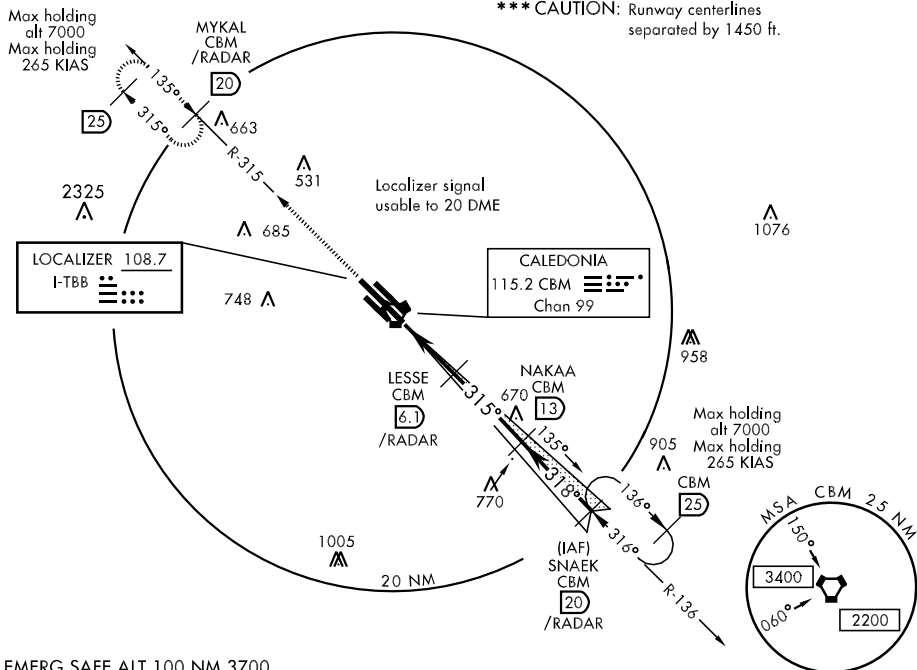 *** CAUTION: Runway centerlines
separated by 1450 ft.
Max holding
alt 7000
Max holding
265 KIAS
MYKAL
CBM
/RADAR
20
135°
315°
25
663
R-315
531
Localizer signal
usable to 20 DME
2325
685
1076
LOCALIZER 108.7
I-TBB
CALEDONIA
115.2 CBM
Chan 99
748
958
LESSE
CBM
6.1
/RADAR
315°
670
NAKAA
CBM
13
135°
Max holding
alt 7000
Max holding
265 KIAS
905
CBM
25
770
318°
136°
316°
1005
20 NM
(IAF)
SNAEK
CBM
20
/RADAR
R-136
MSA CBM 25 NM
150°
3400
060°
2200
EMERG SAFE ALT 100 NM 3700